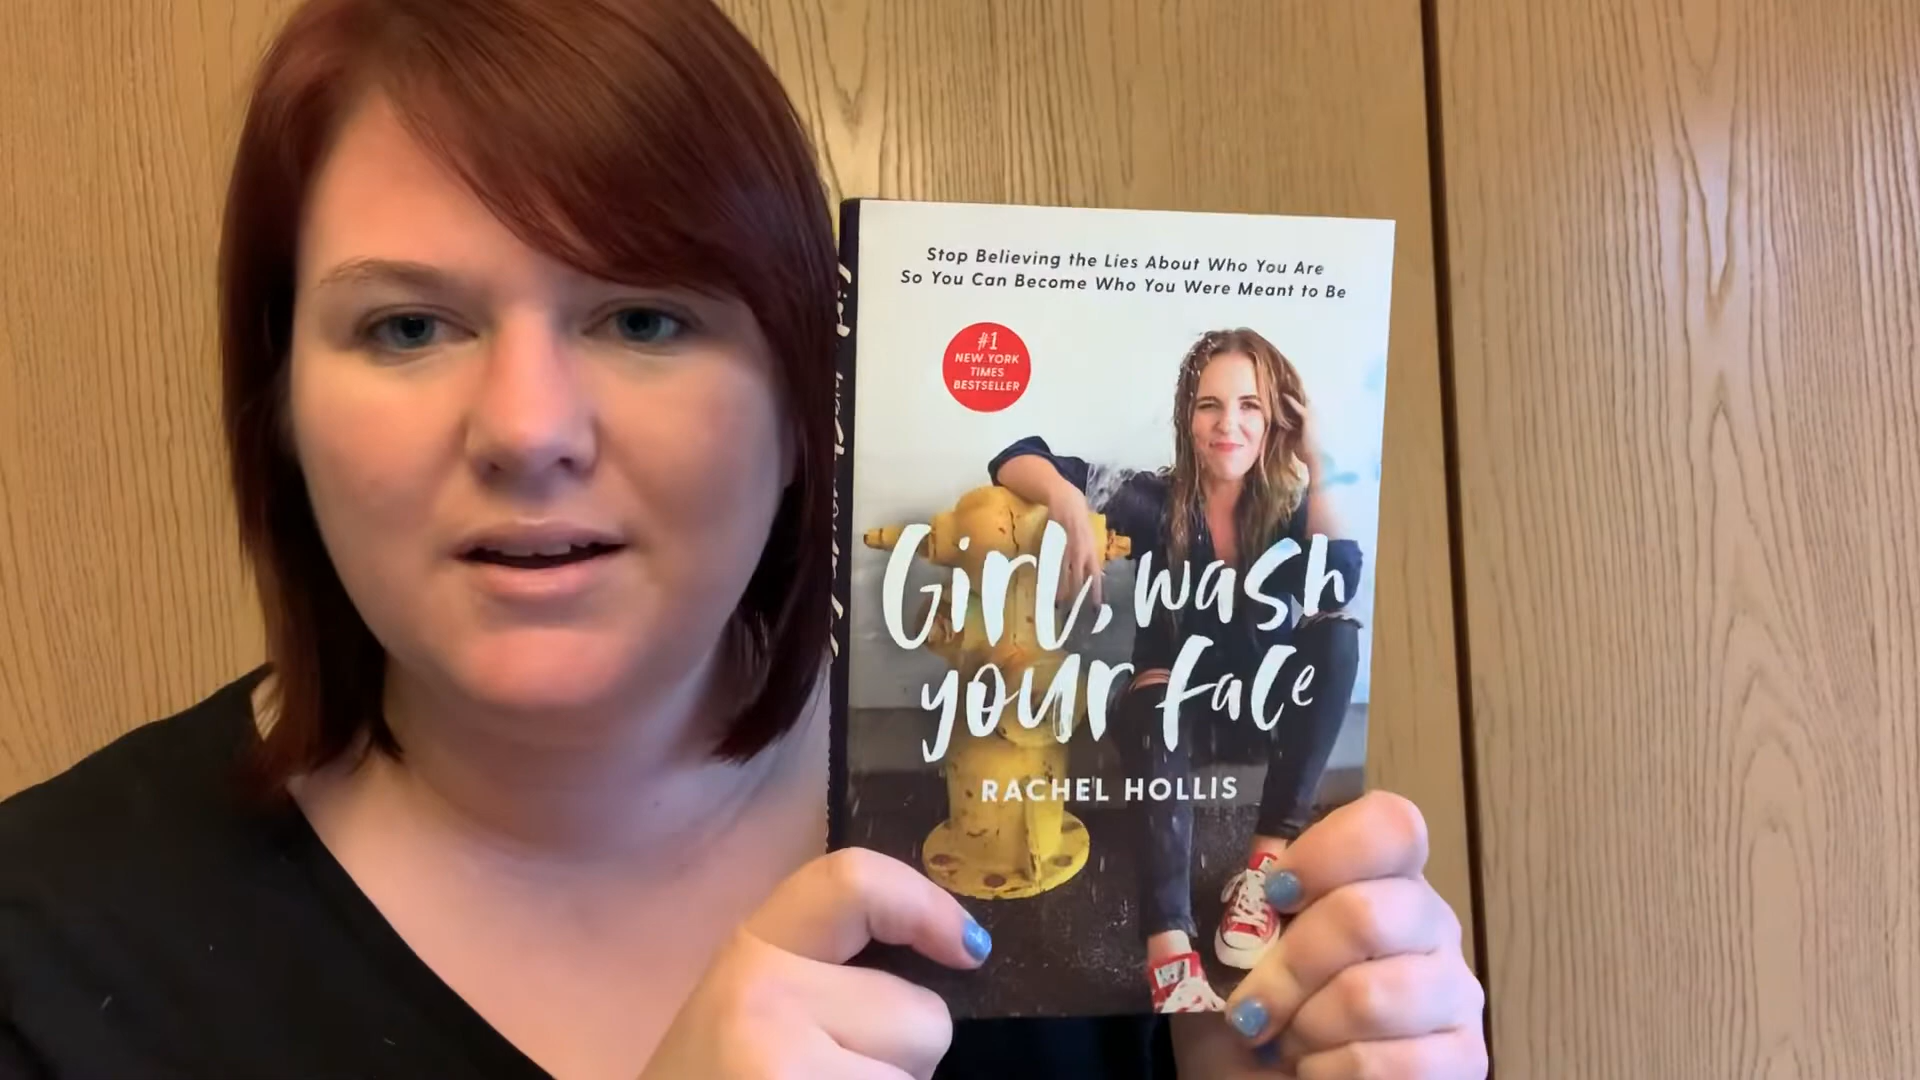 Stop Believing the Lies About Who You Are
So You Can Become Who You Were Meant to Be
#1
NEW YORK
TIMES
BESTSELLER
Girl, wash
your face
RACHEL HOLLIS